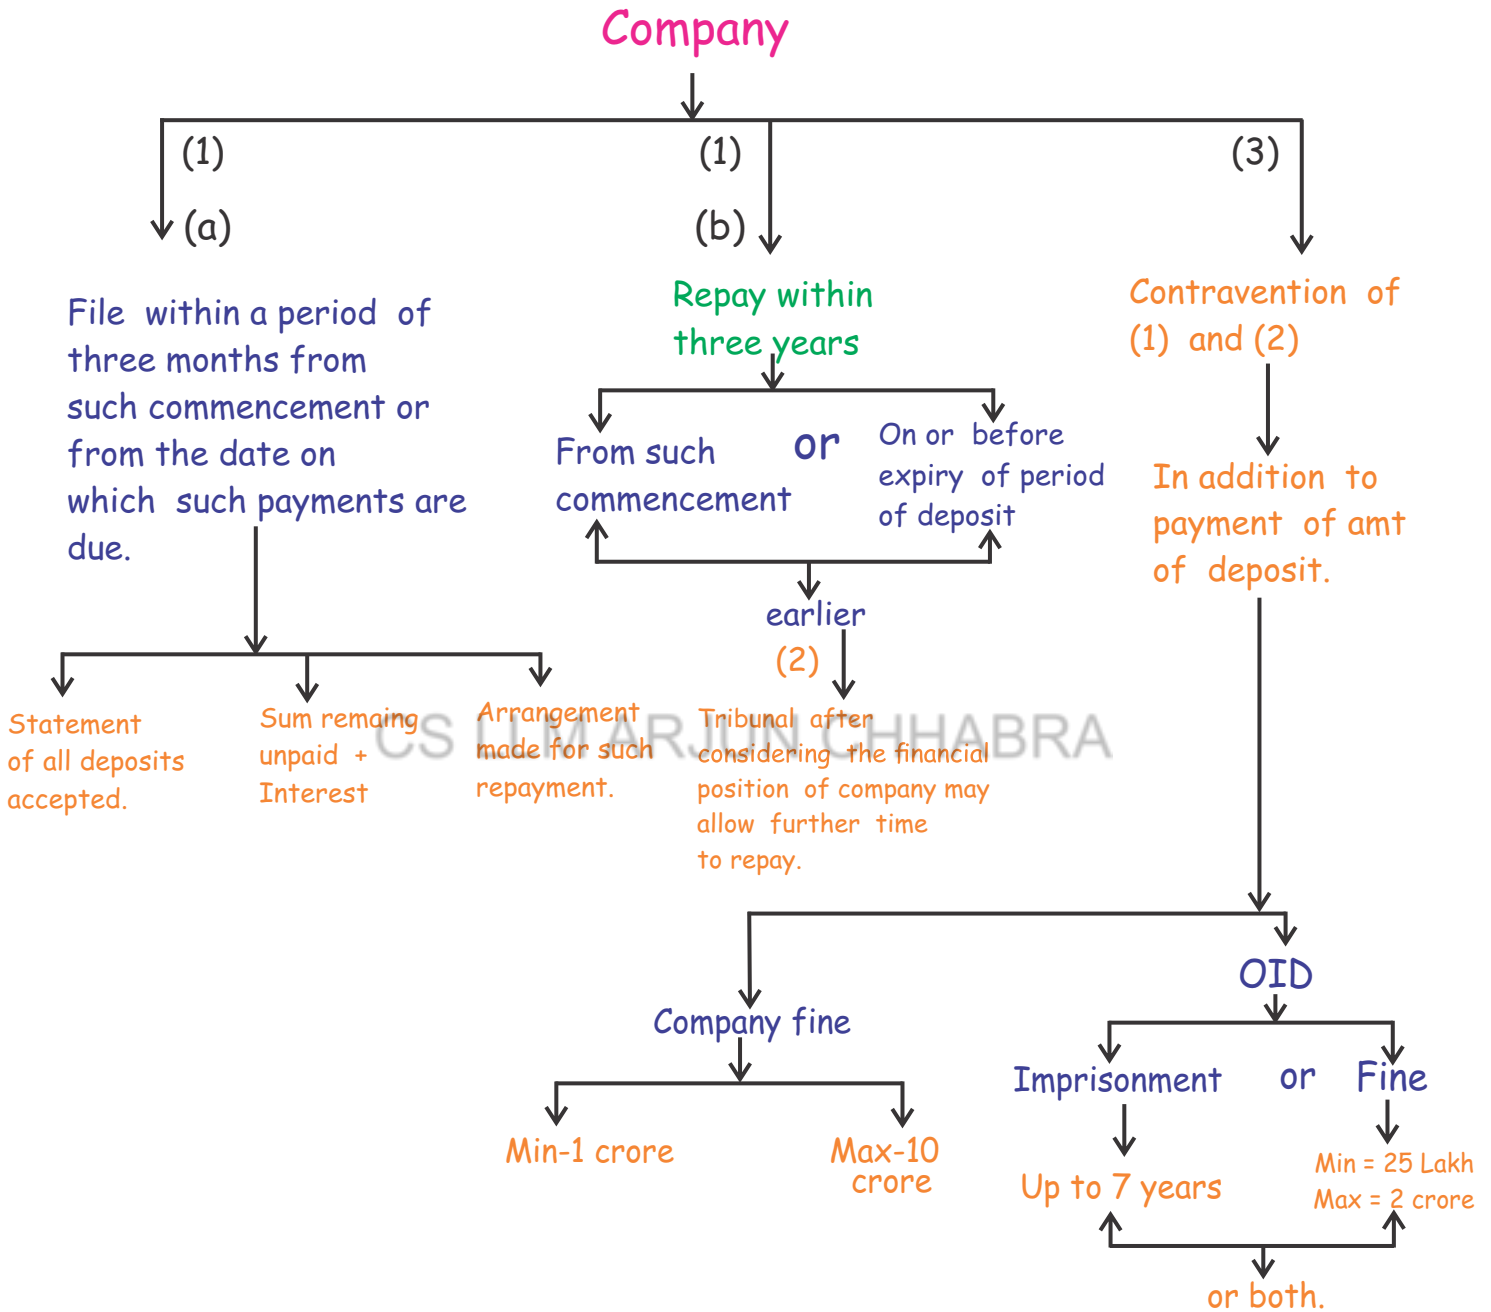 Company
(1)
(a)
File within a period of
three months from
such commencement or
from the date on
which such payments are
due.
Statement
of all deposits
accepted.
Sum remaing
unpaid +
Interest
Arrangement
made for such
repayment.
(1)
(b)
Repay within
three years
From such
commencement
or
On or before
expiry of period
of deposit
earlier
(2)
Tribunal after
considering the financial
position of company may
allow further time
to repay.
CS LLM ARJUN CHHABRA
(3)
Contravention of
(1) and (2)
In addition to
payment of amt
of deposit.
Company fine
Min-1 crore
Max-10
crore
OID
Imprisonment
or
Fine
Up to 7 years
Min = 25 Lakh
Max = 2 crore
or both.